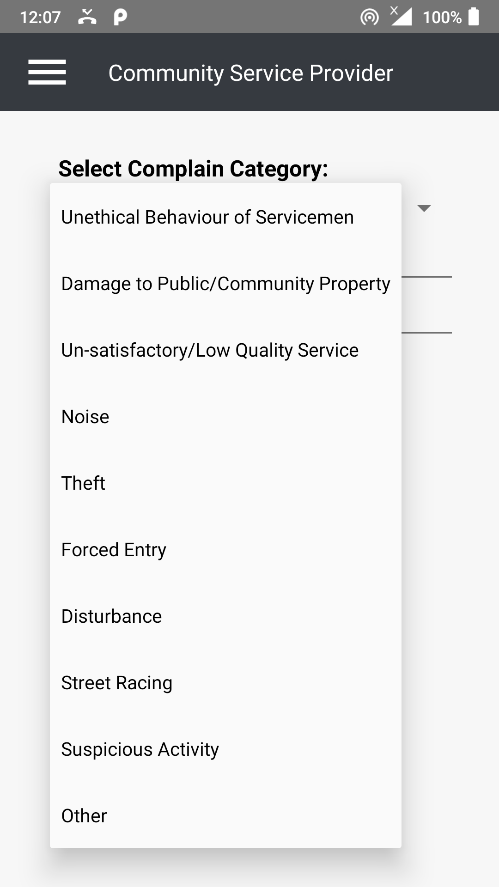 12:07
100%
Community Service Provider
Select Complain Category:
Unethical Behaviour of Servicemen
Damage to Public/Community Property
Un-satisfactory/Low Quality Service
Noise
Theft
Forced Entry
Disturbance
Street Racing
Suspicious Activity
Other